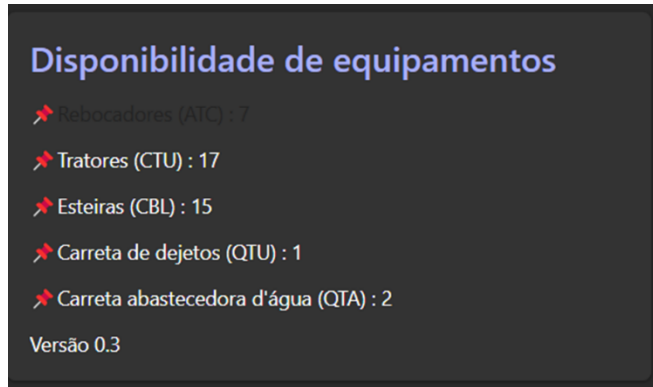 Disponibilidade de equipamentos
📌 Rebocadores (ATC) : 7
📌 Tratores (CTU) : 17
📌 Esteiras (CBL) : 15
📌 Carreta de dejetos (QTU) : 1
📌 Carreta abastecedora d'água (QTA) : 2
Versão 0.3